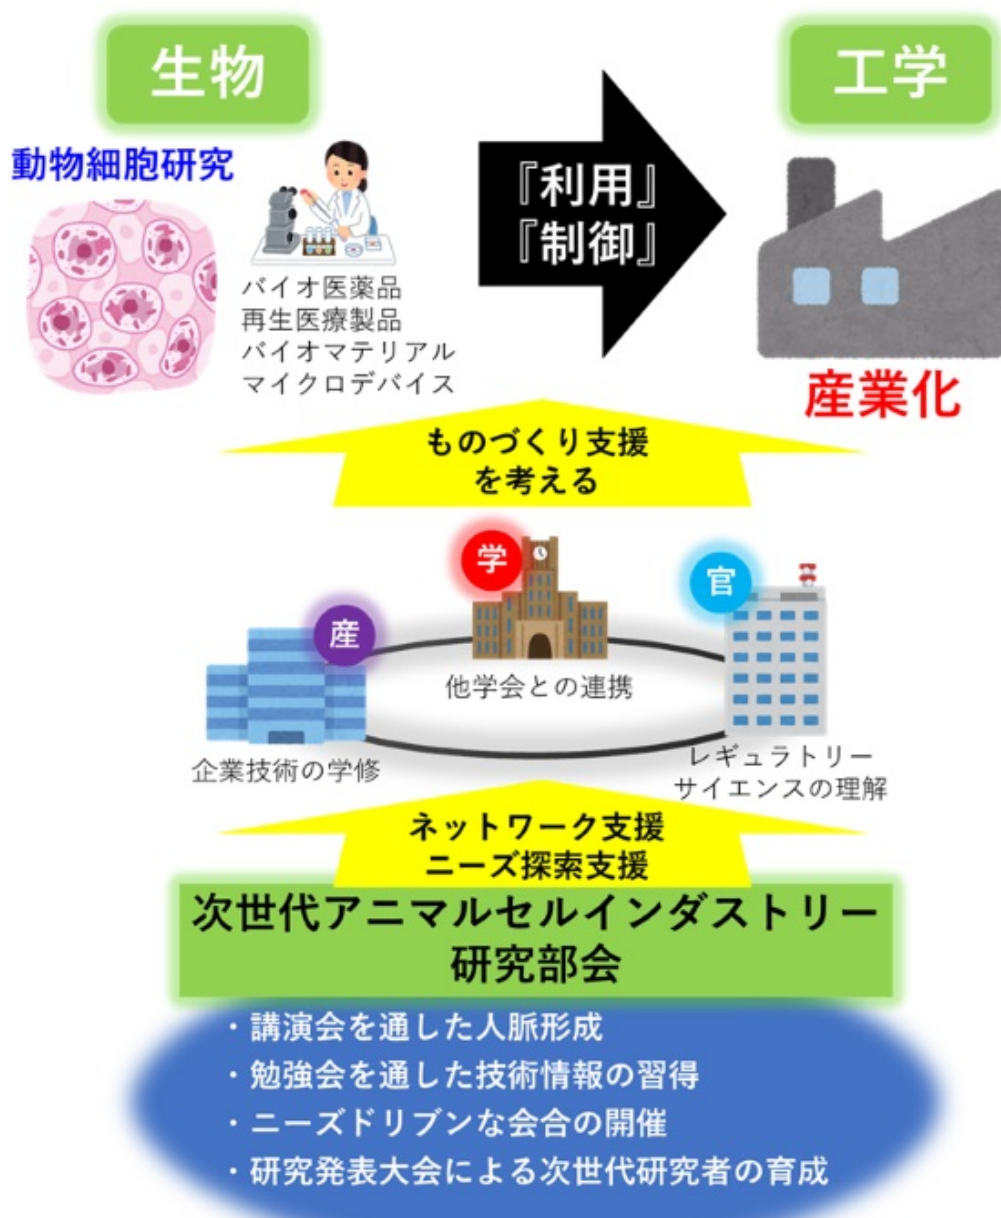 生物
工学
動物細胞研究
『利用』
『制御』
バイオ医薬品
再生医療製品
バイオマテリアル
マイクロデバイス
産業化
ものづくり支援
を考える
学
官
産
他学会との連携
企業技術の学修
レギュラトリー
サイエンスの理解
ネットワーク支援
ニーズ探索支援
次世代アニマルセルインダストリー
研究部会
・講演会を通した人脈形成
・勉強会を通した技術情報の習得
・ニーズドリブンな会合の開催
・研究発表大会による次世代研究者の育成